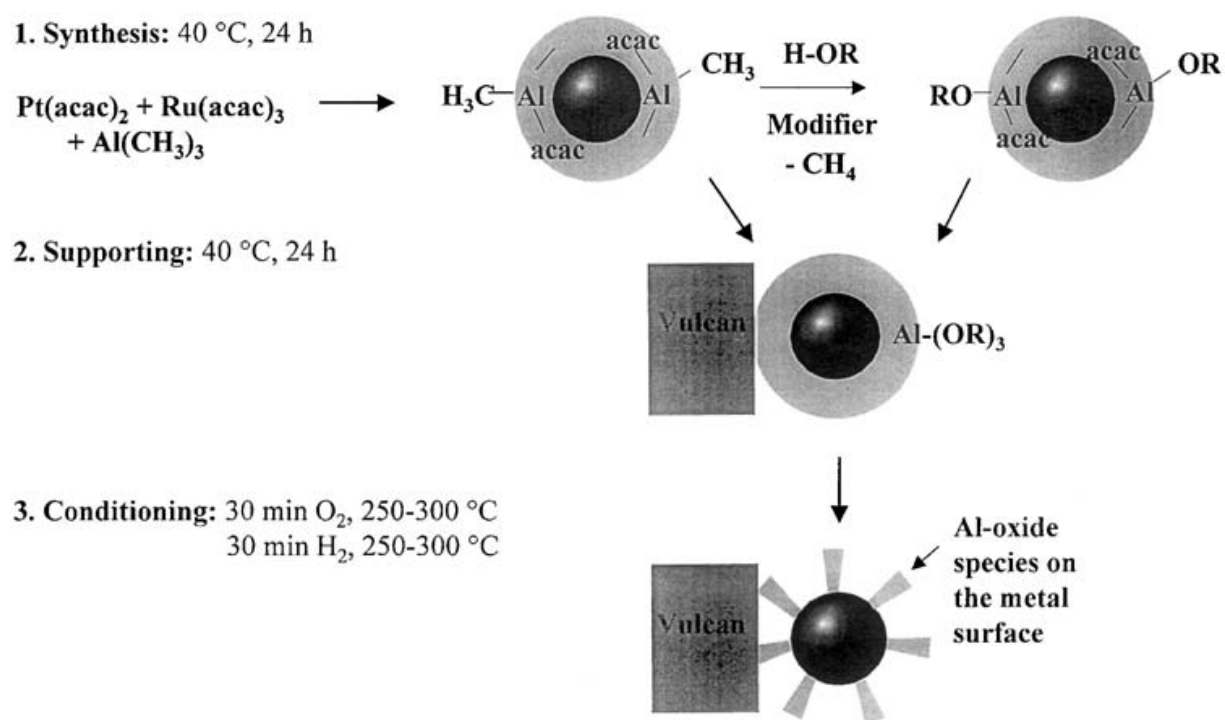 1. Synthesis: 40 °C, 24 h
Pt(acac)₂ + Ru(acac)₃
+ Al(CH₃)₃
acac
H₃C
Al
Al
CH₃
acac
H-OR
Modifier
- CH₄
acac
OR
RO
Al
Al
acac
2. Supporting: 40 °C, 24 h
Vulcan
Al-(OR)₃
3. Conditioning: 30 min O₂, 250-300 °C
30 min H₂, 250-300 °C
Al-oxide
species on
the metal
surface
Vulcan